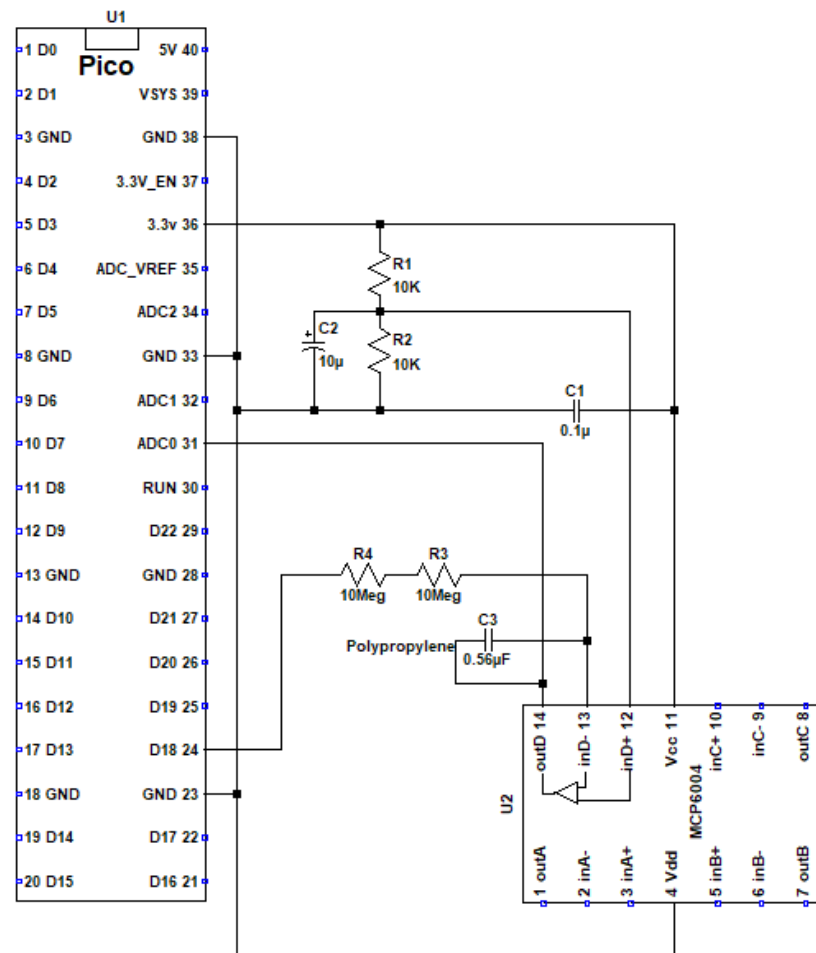 U1
Pico
1 D0
5V 40
2 D1
VSYS 39
3 GND
GND 38
4 D2
3.3V_EN 37
5 D3
3.3v 36
6 D4
ADC_VREF 35
7 D5
ADC2 34
8 GND
GND 33
9 D6
ADC1 32
10 D7
ADC0 31
11 D8
RUN 30
12 D9
D22 29
13 GND
GND 28
14 D10
D21 27
15 D11
D20 26
16 D12
D19 25
17 D13
D18 24
18 GND
GND 23
19 D14
D17 22
20 D15
D16 21
R1
10K
+
C2
10µ
R2
10K
C1
0.1µ
R4
10Meg
R3
10Meg
C3
0.56µF
Polypropylene
U2
MCP6004
outD 14
inD- 13
inD+ 12
Vcc 11
inC+ 10
inC- 9
outC 8
1 outA
2 inA-
3 inA+
4 Vdd
5 inB+
6 inB-
7 outB